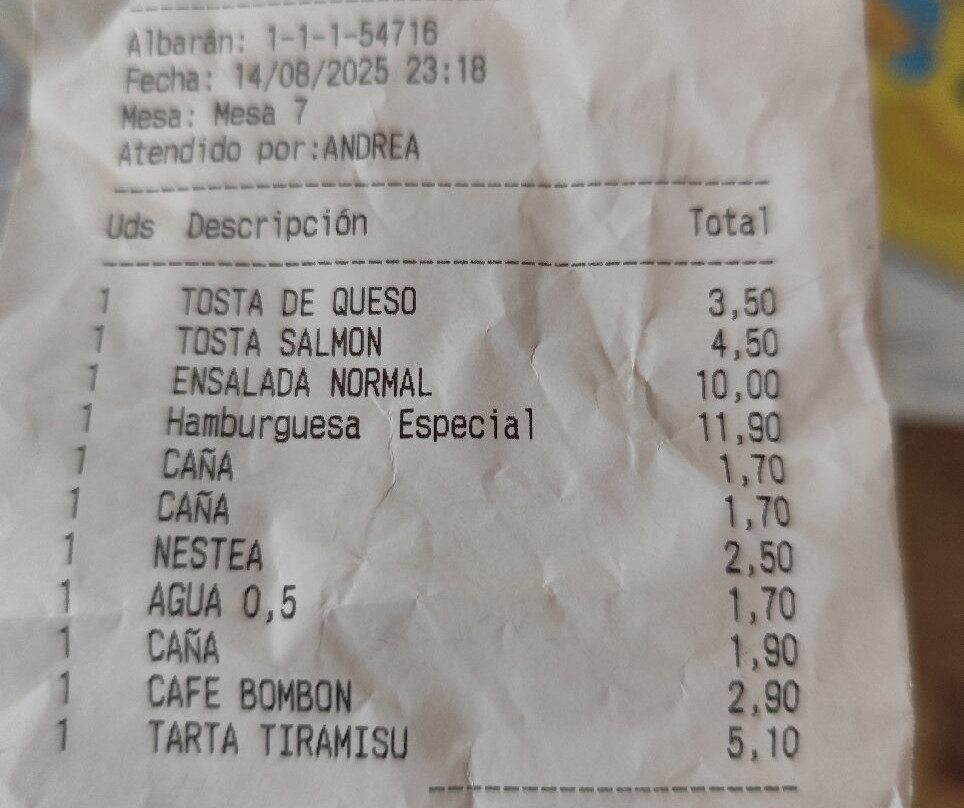 Albarán: 1-1-1-54716
Fecha: 14/08/2025 23:18
Mesa: Mesa 7
Atendido por:ANDREA
Uds Descripción Total
1 TOSTA DE QUESO 3,50
1 TOSTA SALMON 4,50
1 ENSALADA NORMAL 10,00
1 Hamburguesa Especial 11,90
1 CAÑA 1,70
1 CAÑA 1,70
1 NESTEA 2,50
1 AGUA 0,5 1,70
1 CAÑA 1,90
1 CAFE BOMBON 2,90
1 TARTA TIRAMISU 5,10